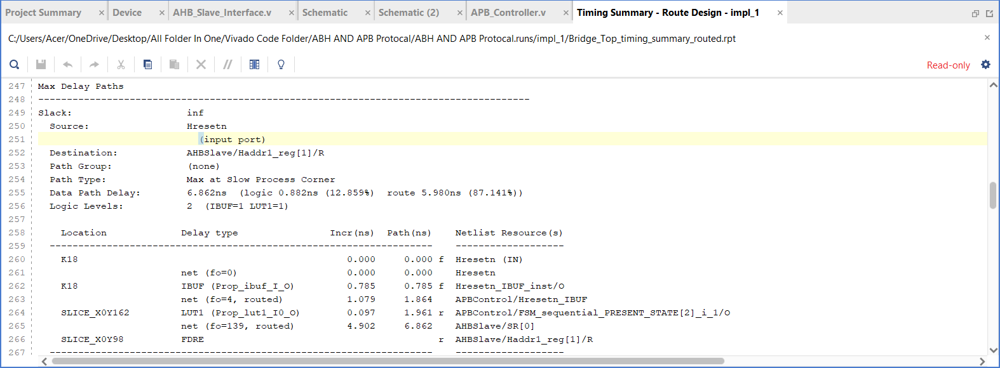 Project Summary × Device × AHB_Slave_Interface.v × Schematic × Schematic (2) × APB_Controller.v × Timing Summary - Route Design - impl_1 ×
C:/Users/Acer/OneDrive/Desktop/All Folder In One/Vivado Code Folder/ABH AND APB Protocal/ABH AND APB Protocal.runs/impl_1/Bridge_Top_timing_summary_routed.rpt
Read-only
247 Max Delay Paths
248 --------------------------------------------------------------------------------------
249 Slack: inf
250 Source: Hresetn
251 (input port)
252 Destination: AHBSlave/Haddr1_reg[1]/R
253 Path Group: (none)
254 Path Type: Max at Slow Process Corner
255 Data Path Delay: 6.862ns (logic 0.882ns (12.859%) route 5.980ns (87.141%))
256 Logic Levels: 2 (IBUF=1 LUT1=1)
257
258 Location Delay type Incr(ns) Path(ns) Netlist Resource(s)
259 ------------------------------------------------------------------- -------------------
260 K18 0.000 0.000 f Hresetn (IN)
261 net (fo=0) 0.000 0.000 Hresetn
262 K18 IBUF (Prop_ibuf_I_O) 0.785 0.785 f Hresetn_IBUF_inst/O
263 net (fo=4, routed) 1.079 1.864 APBControl/Hresetn_IBUF
264 SLICE_X0Y162 LUT1 (Prop_lut1_I0_O) 0.097 1.961 r APBControl/FSM_sequential_PRESENT_STATE[2]_i_1/O
265 net (fo=139, routed) 4.902 6.862 AHBSlave/SR[0]
266 SLICE_X0Y98 FDRE r AHBSlave/Haddr1_reg[1]/R
267 ------------------------------------------------------------------- -------------------